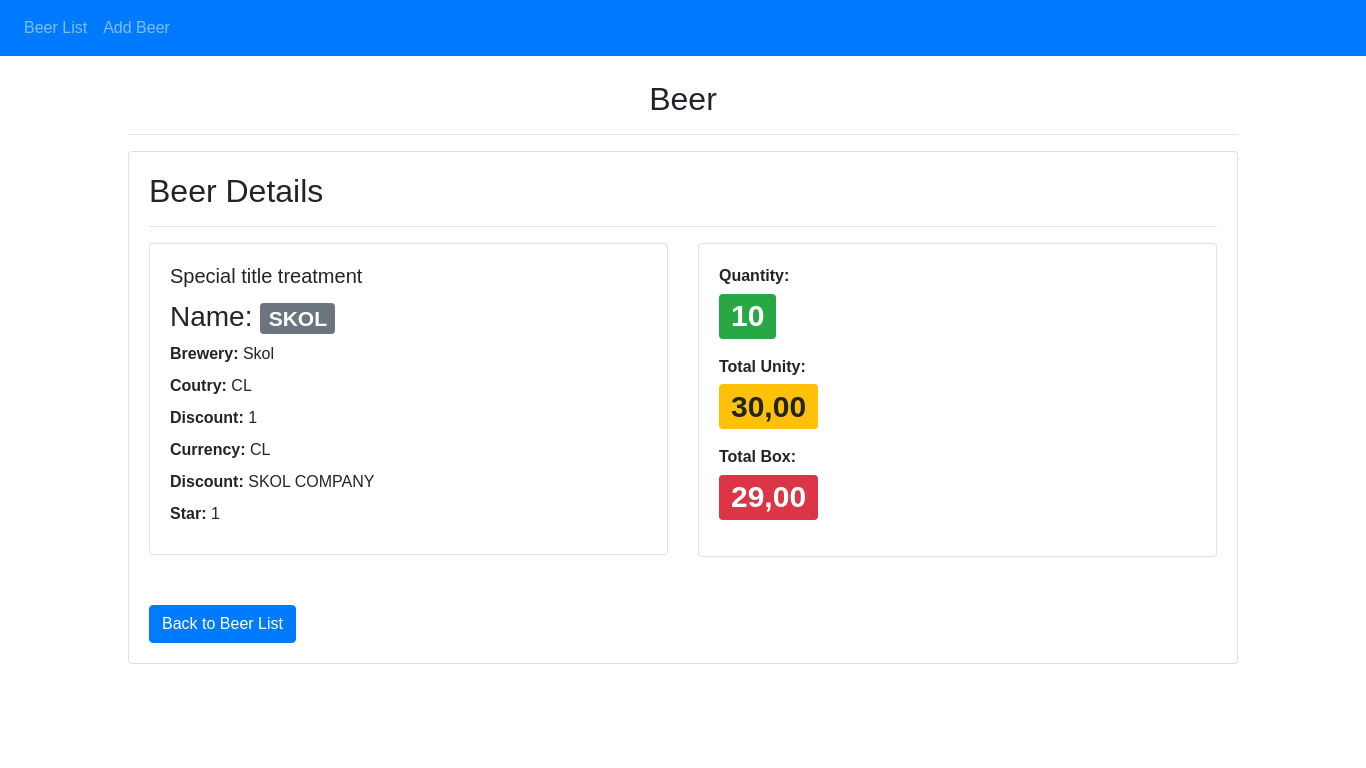 Beer List Add Beer
Beer
Beer Details
Special title treatment
Name: SKOL
Brewery: Skol
Coutry: CL
Discount: 1
Currency: CL
Discount: SKOL COMPANY
Star: 1
Quantity:
10
Total Unity:
30,00
Total Box:
29,00
Back to Beer List